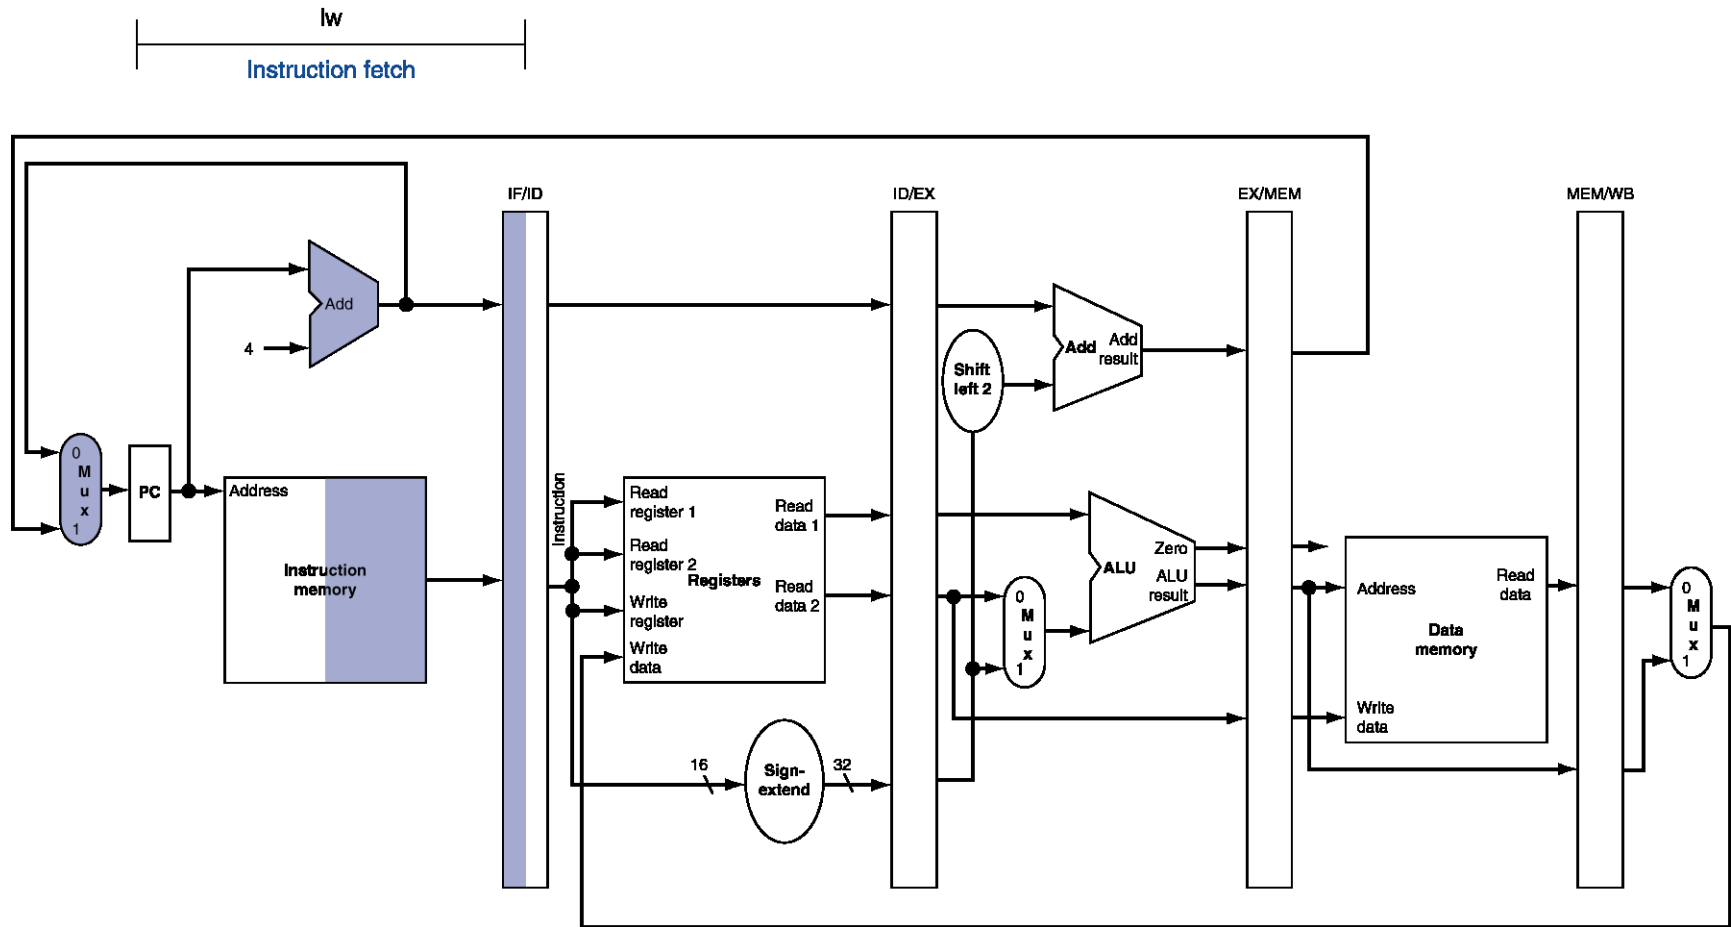 lw
Instruction fetch
IF/ID
ID/EX
EX/MEM
MEM/WB
Add
4
Add
Add
result
Shift
left 2
0
M
u
x
1
PC
Address
Instruction
memory
Instruction
Read
register 1
Read
register 2
Write
register
Write
data
Registers
Read
data 1
Read
data 2
16
Sign-
extend
32
0
M
u
x
1
Zero
ALU
ALU
result
Address
Read
data
Data
memory
Write
data
0
M
u
x
1